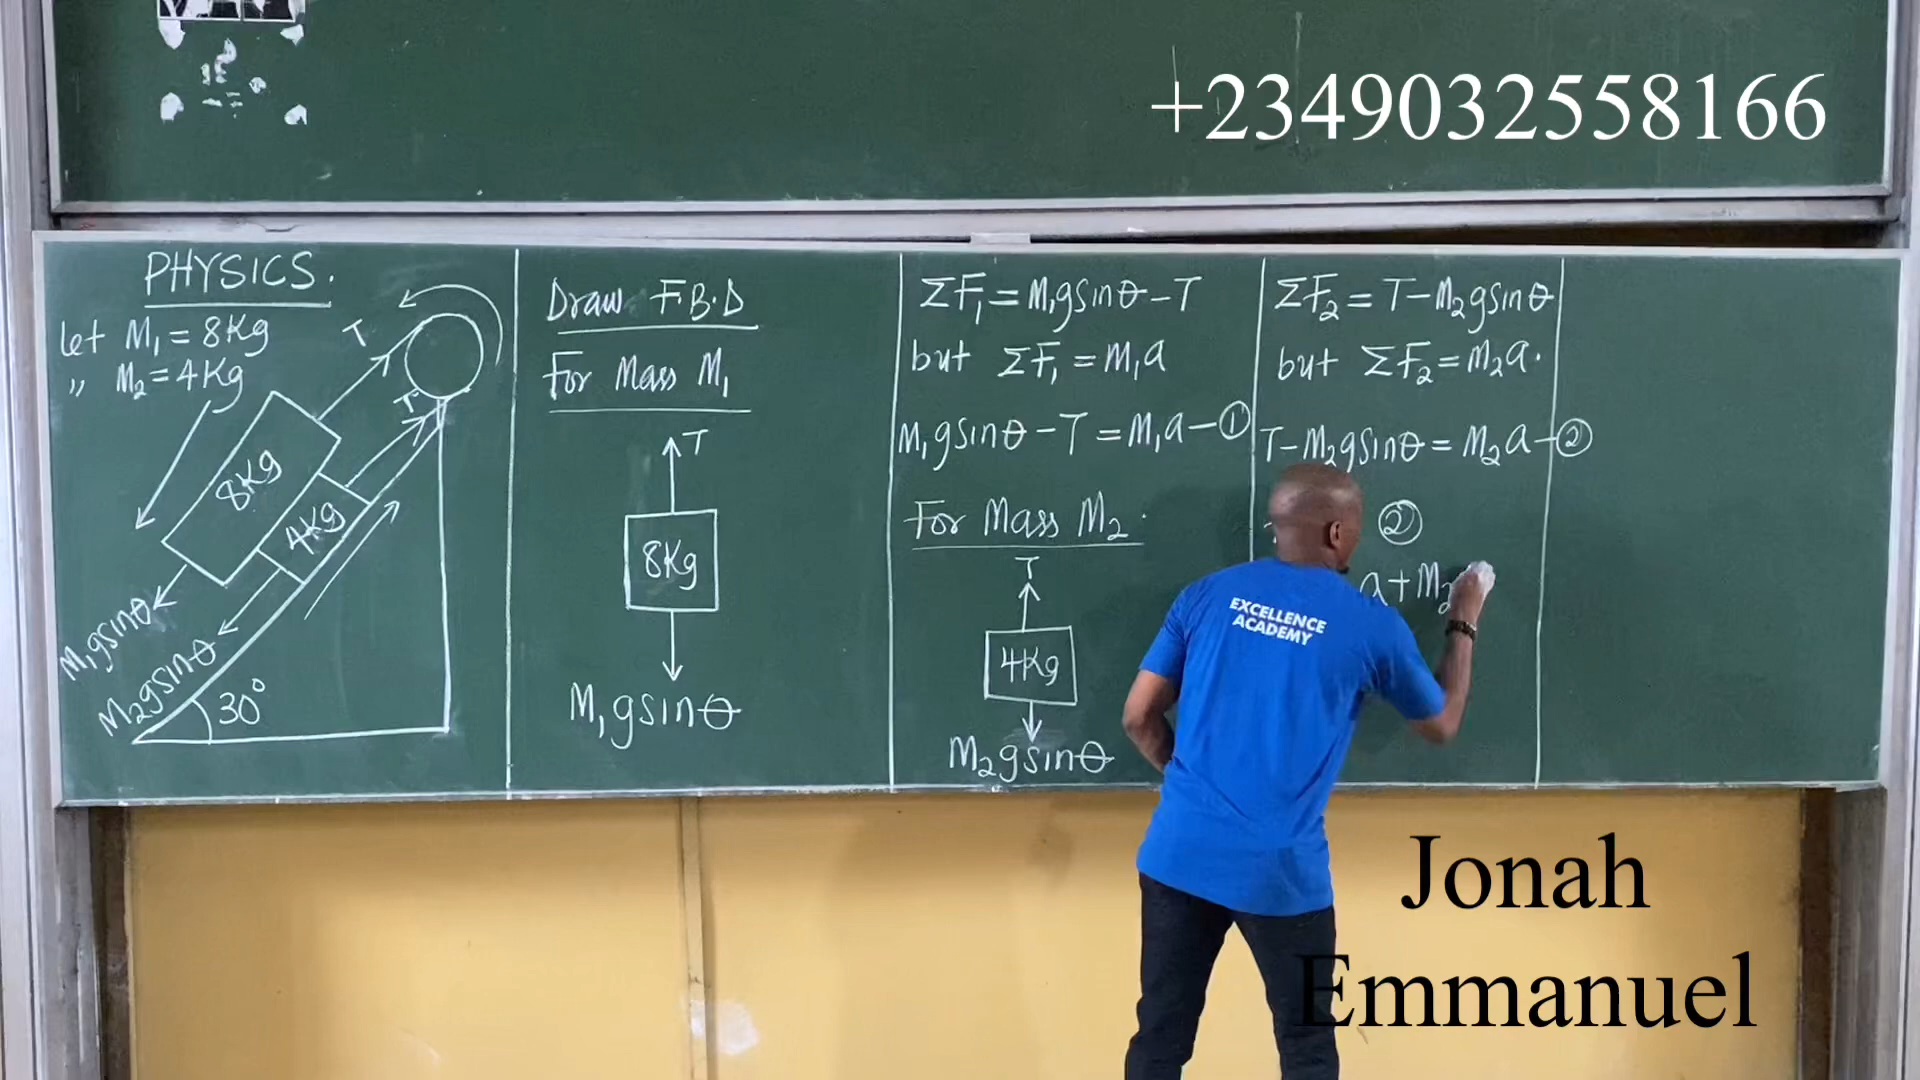 +2349032558166
PHYSICS.
let M₁ = 8Kg
,, M₂ = 4Kg
T
T
8Kg
4Kg
M₁gsinθ
M₂gsinθ
30°
Draw F.B.D
For Mass M₁
T
8Kg
M₁gsinθ
ΣF₁ = M₁gsinθ - T
but ΣF₁ = M₁a
M₁gsinθ - T = M₁a - ①
For Mass M₂.
T
4Kg
M₂gsinθ
ΣF₂ = T - M₂gsinθ
but ΣF₂ = M₂a.
T - M₂gsinθ = M₂a - ②
②
a + M₂
EXCELLENCE
ACADEMY
Jonah
Emmanuel